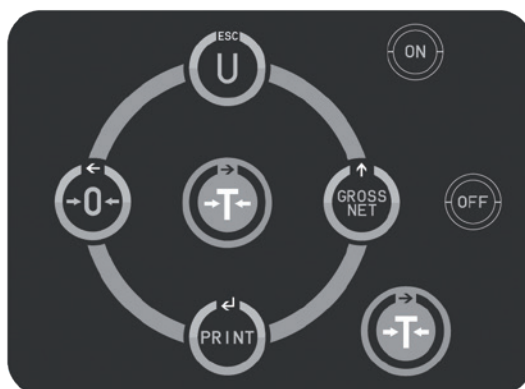 ESC
U
ON
←
→0←
→
→T←
↑
GROSS
NET
OFF
↵
PRINT
→
→T←